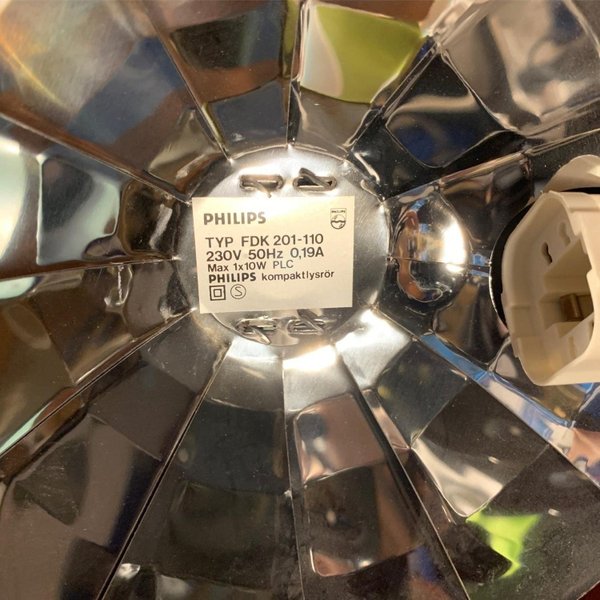 PHILIPS
TYP FDK 201-110
230V 50Hz 0,19A
Max 1x10W PLC
PHILIPS kompaktlysrör
S